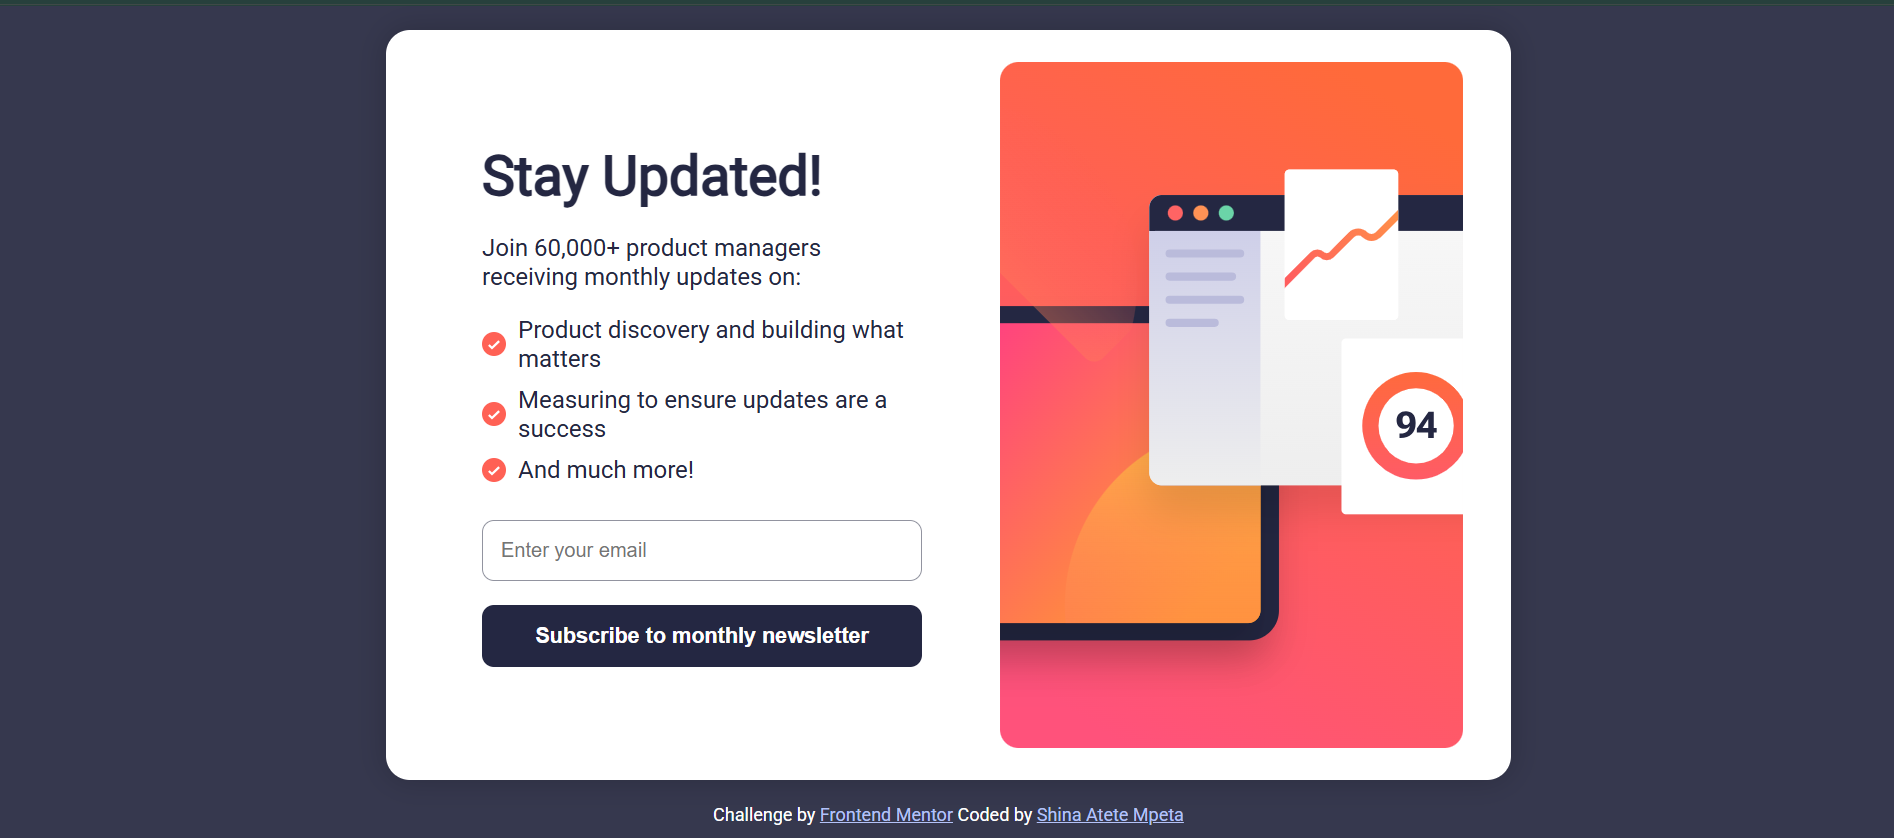 Stay Updated!
Join 60,000+ product managers
receiving monthly updates on:
Product discovery and building what
matters
Measuring to ensure updates are a
success
And much more!
Enter your email
Subscribe to monthly newsletter
94
Challenge by Frontend Mentor Coded by Shina Atete Mpeta